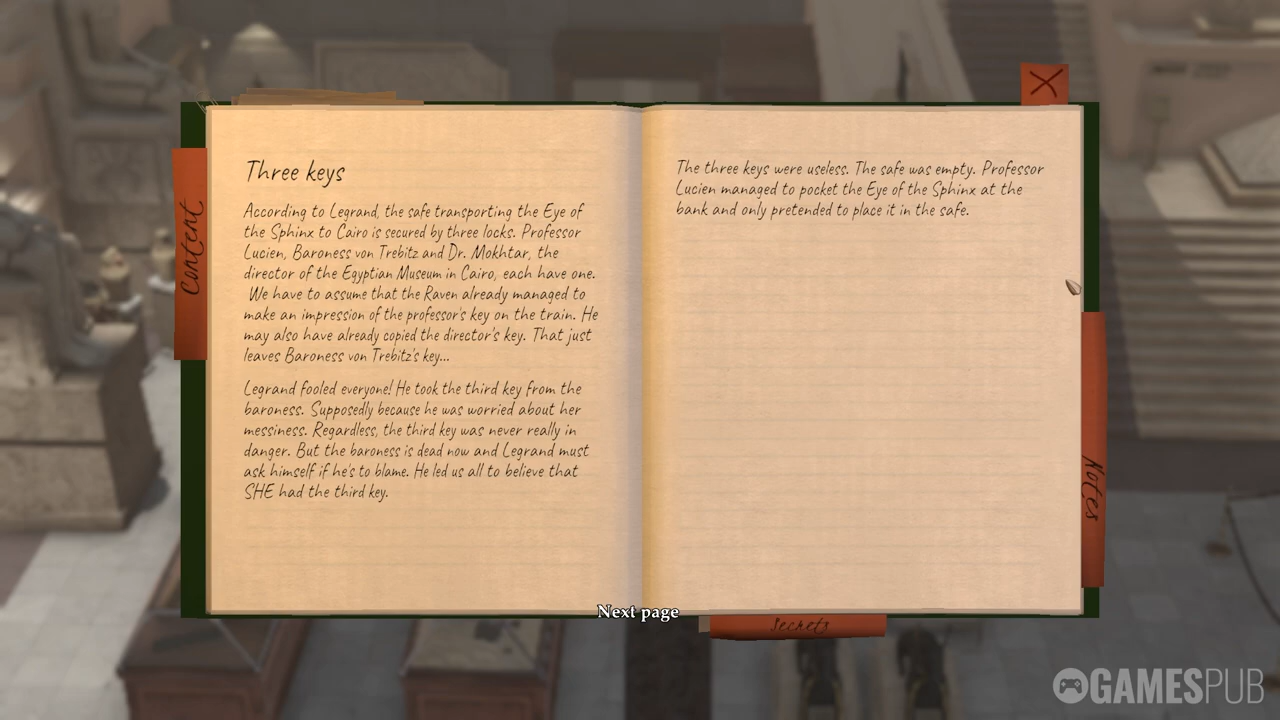 Three keys
According to Legrand, the safe transporting the Eye of
the Sphinx to Cairo is secured by three locks. Professor
Lucien, Baroness von Trebitz and Dr. Mokhtar, the
director of the Egyptian Museum in Cairo, each have one.
We have to assume that the Raven already managed to
make an impression of the professor's key on the train. He
may also have already copied the director's key. That just
leaves Baroness von Trebitz's key...
Legrand fooled everyone! He took the third key from the
baroness. Supposedly because he was worried about her
messiness. Regardless, the third key was never really in
danger. But the baroness is dead now and Legrand must
ask himself if he's to blame. He led us all to believe that
SHE had the third key.
The three keys were useless. The safe was empty. Professor
Lucien managed to pocket the Eye of the Sphinx at the
bank and only pretended to place it in the safe.
X
Content
Notes
Next page
Secrets
GAMESPUB